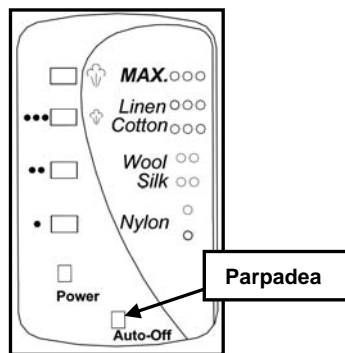 MAX.
Linen
Cotton
Wool
Silk
Nylon
Power
Parpadea
Auto-Off